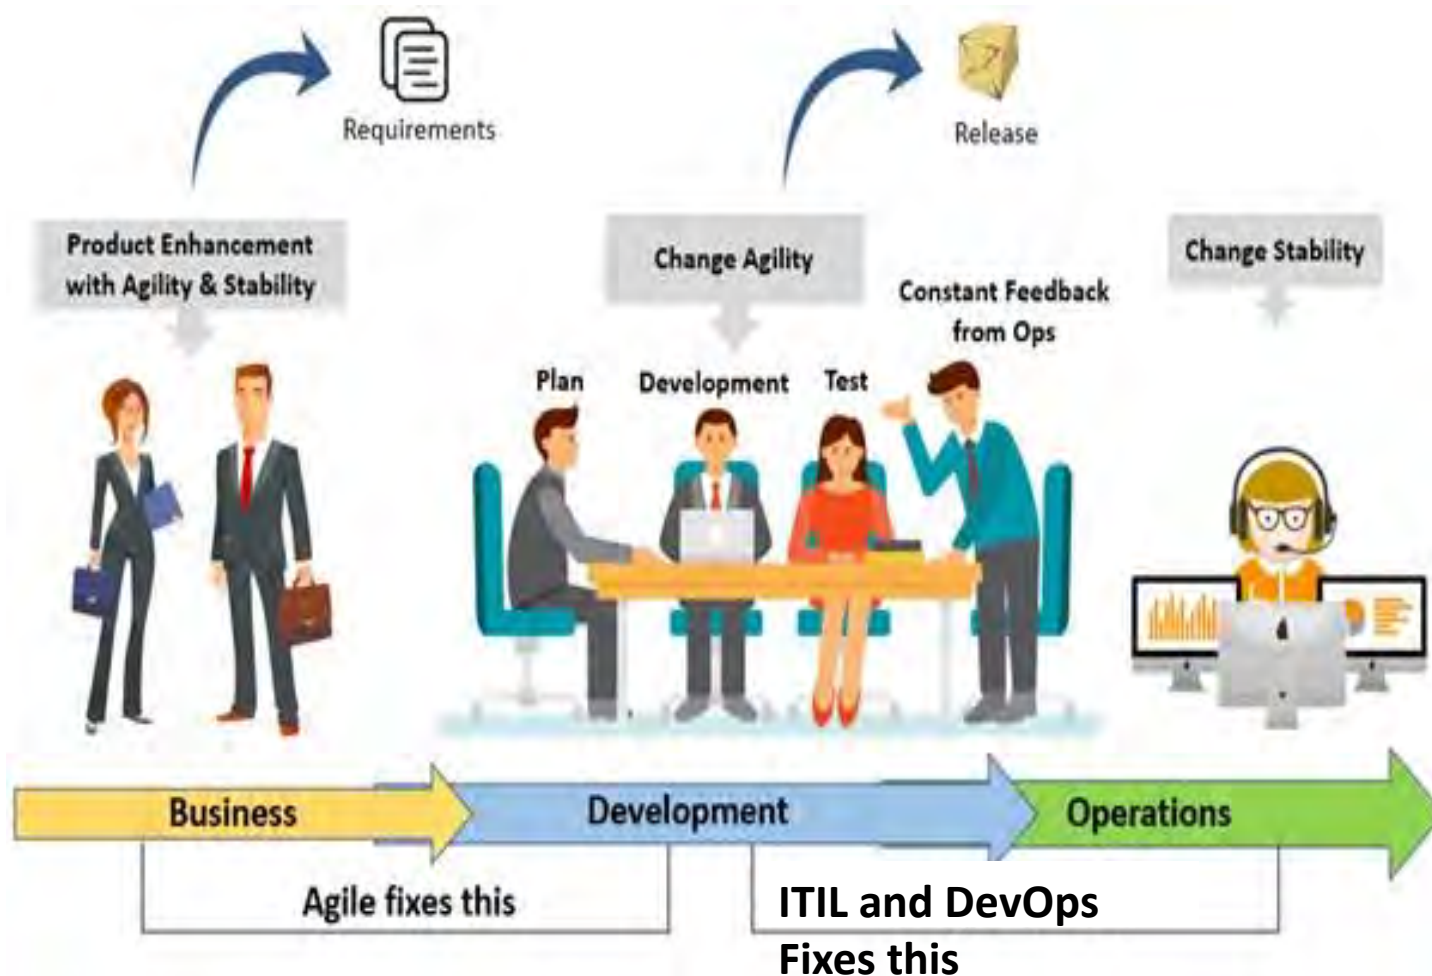 Requirements
Release
Product Enhancement
with Agility & Stability
Change Agility
Change Stability
Constant Feedback
from Ops
Plan
Development
Test
Business
Development
Operations
Agile fixes this
ITIL and DevOps
Fixes this